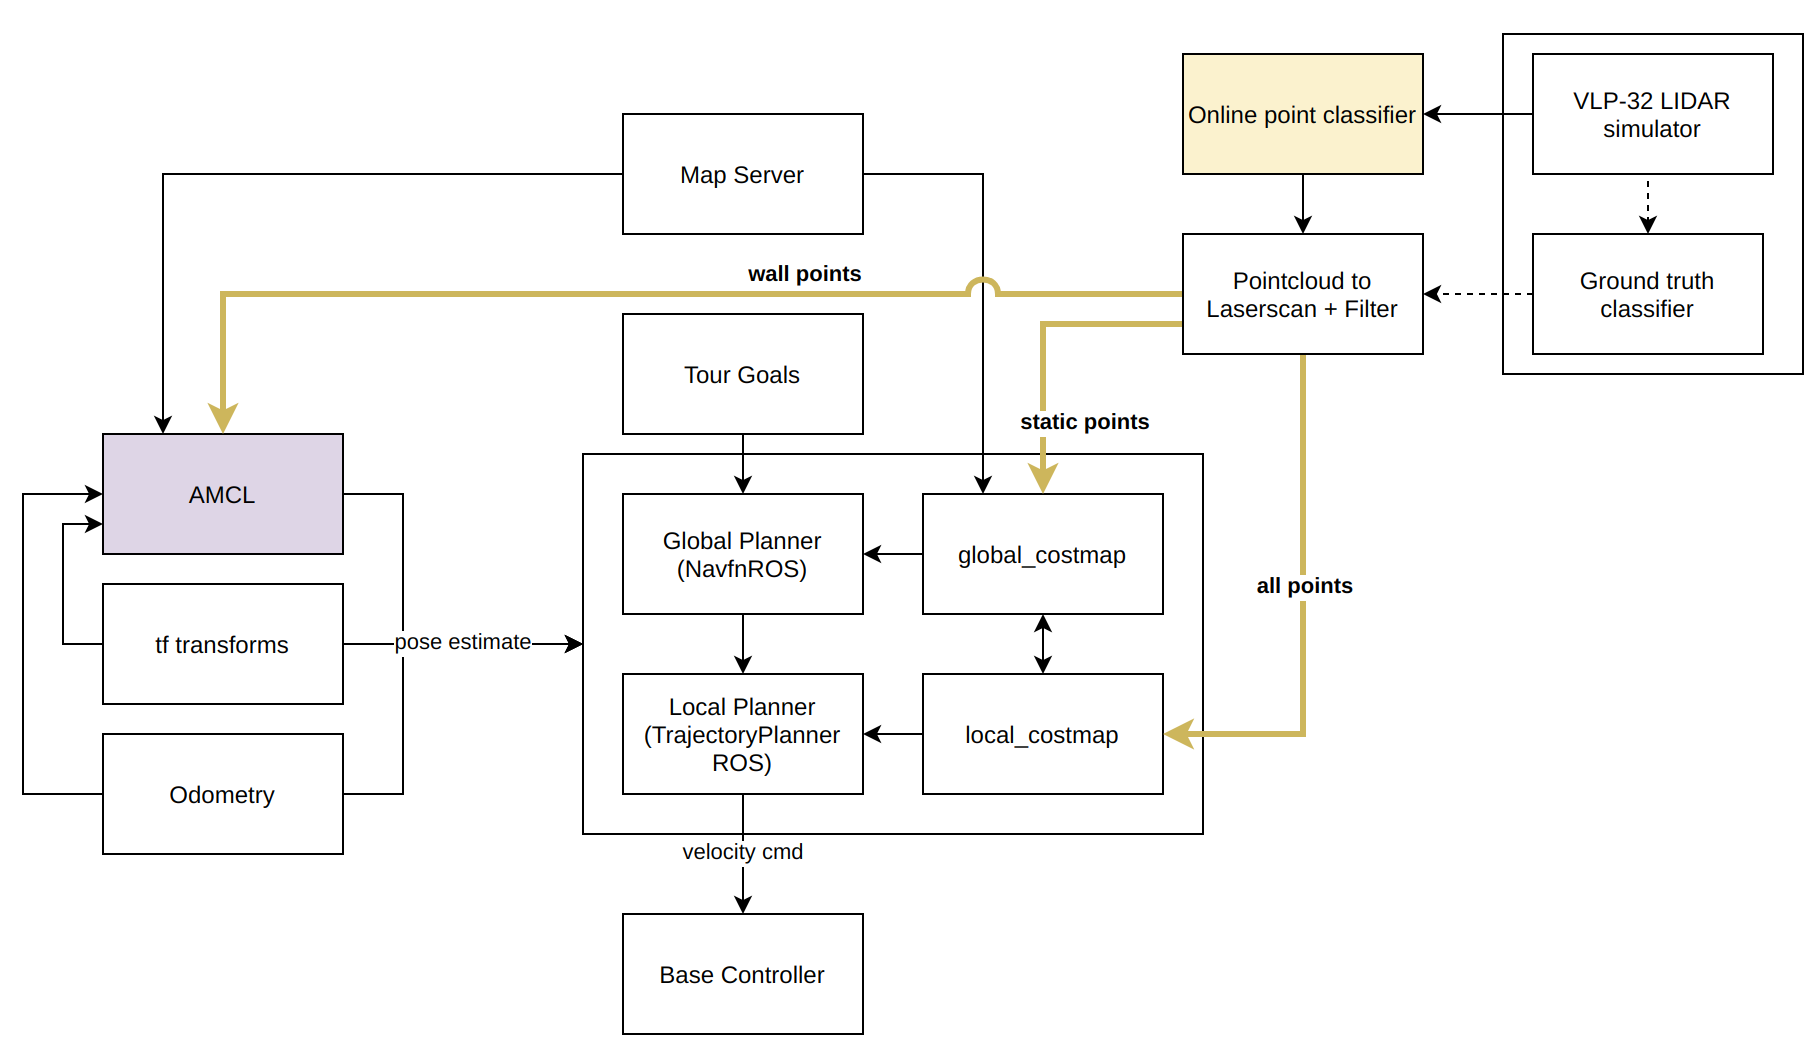 VLP-32 LIDAR
simulator
Online point classifier
Map Server
wall points
Pointcloud to
Laserscan + Filter
Ground truth
classifier
Tour Goals
static points
AMCL
Global Planner
(NavfnROS)
global_costmap
all points
tf transforms
pose estimate
Local Planner
(TrajectoryPlanner
ROS)
local_costmap
Odometry
velocity cmd
Base Controller